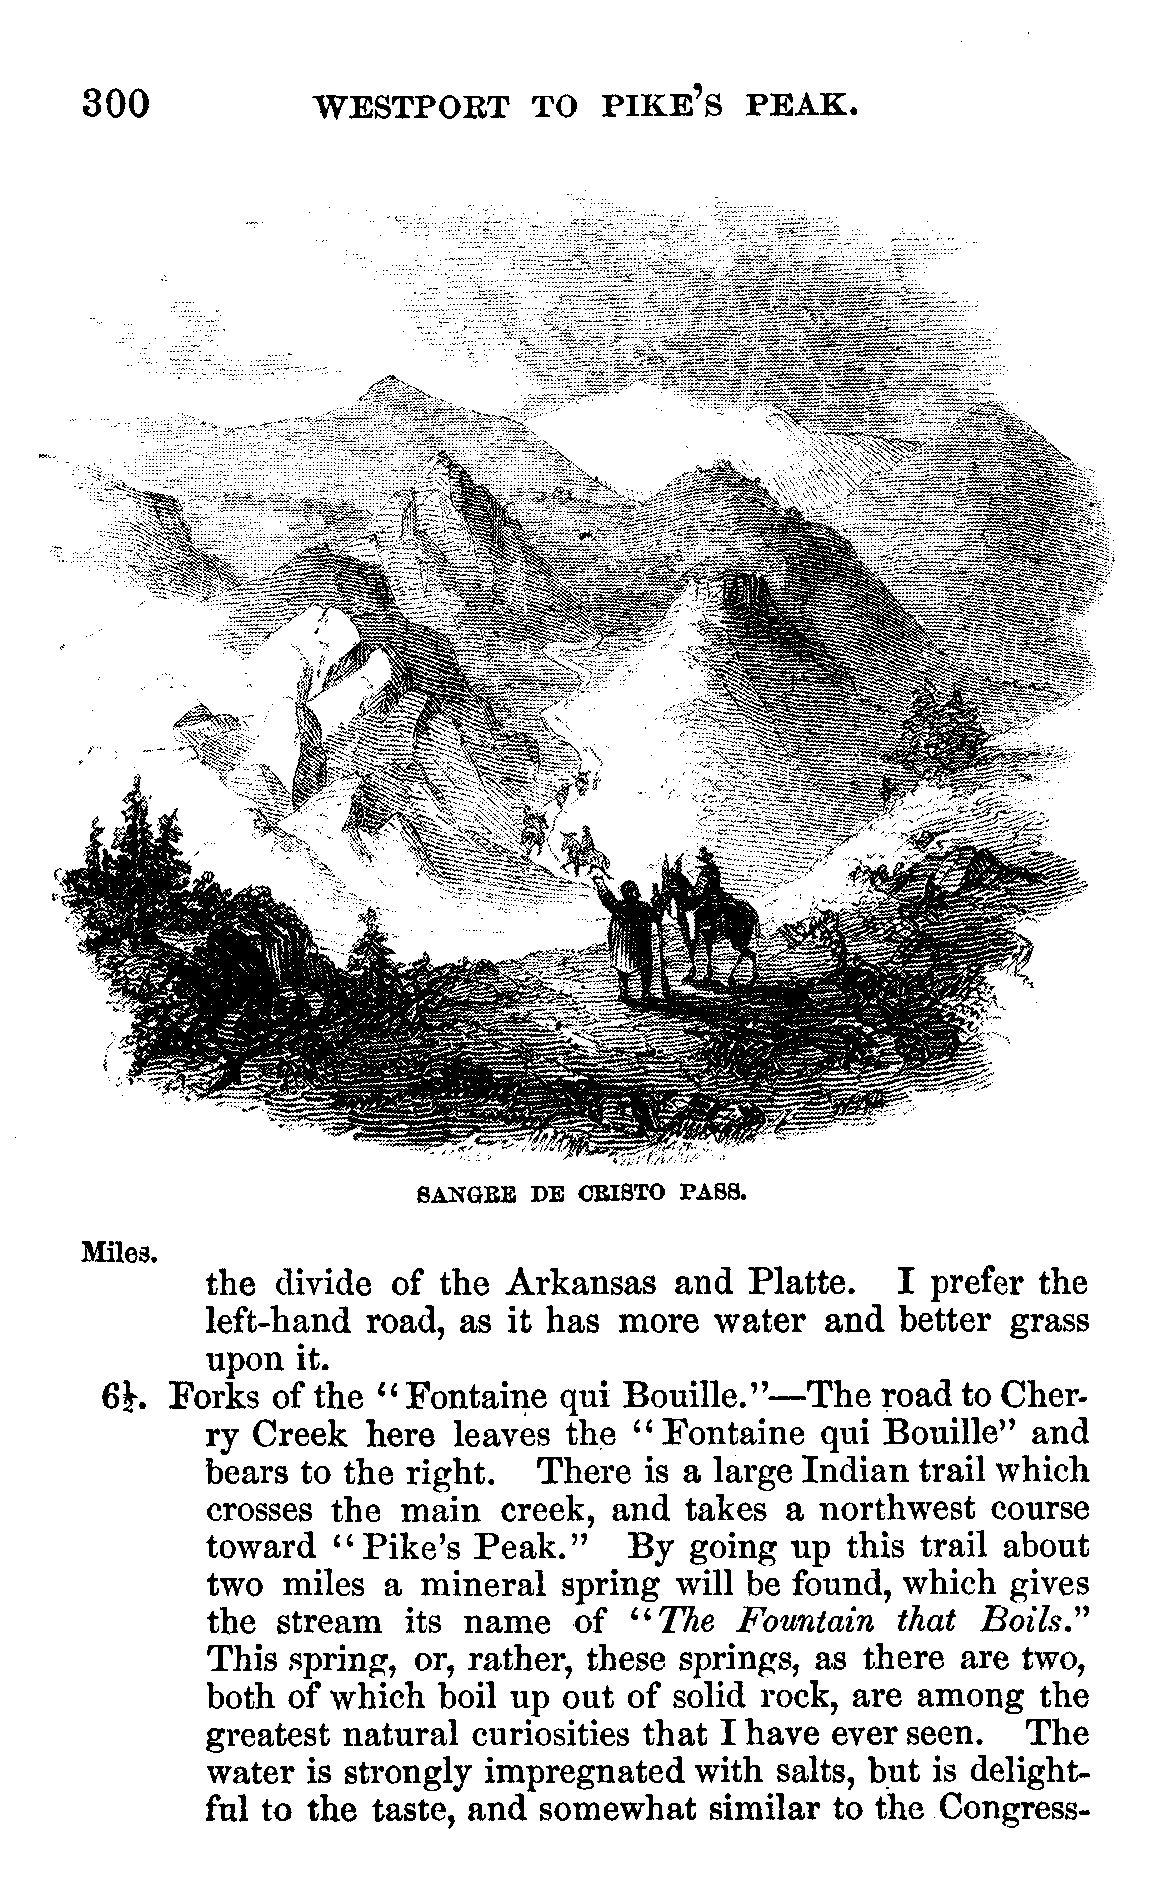 300 WESTPORT TO PIKE'S PEAK.
SANGRE DE CRISTO PASS.
Miles.
the divide of the Arkansas and Platte. I prefer the
left-hand road, as it has more water and better grass
upon it.
6½. Forks of the "Fontaine qui Bouille."—The road to Cher-
ry Creek here leaves the "Fontaine qui Bouille" and
bears to the right. There is a large Indian trail which
crosses the main creek, and takes a northwest course
toward "Pike's Peak." By going up this trail about
two miles a mineral spring will be found, which gives
the stream its name of "The Fountain that Boils."
This spring, or, rather, these springs, as there are two,
both of which boil up out of solid rock, are among the
greatest natural curiosities that I have ever seen. The
water is strongly impregnated with salts, but is delight-
ful to the taste, and somewhat similar to the Congress-